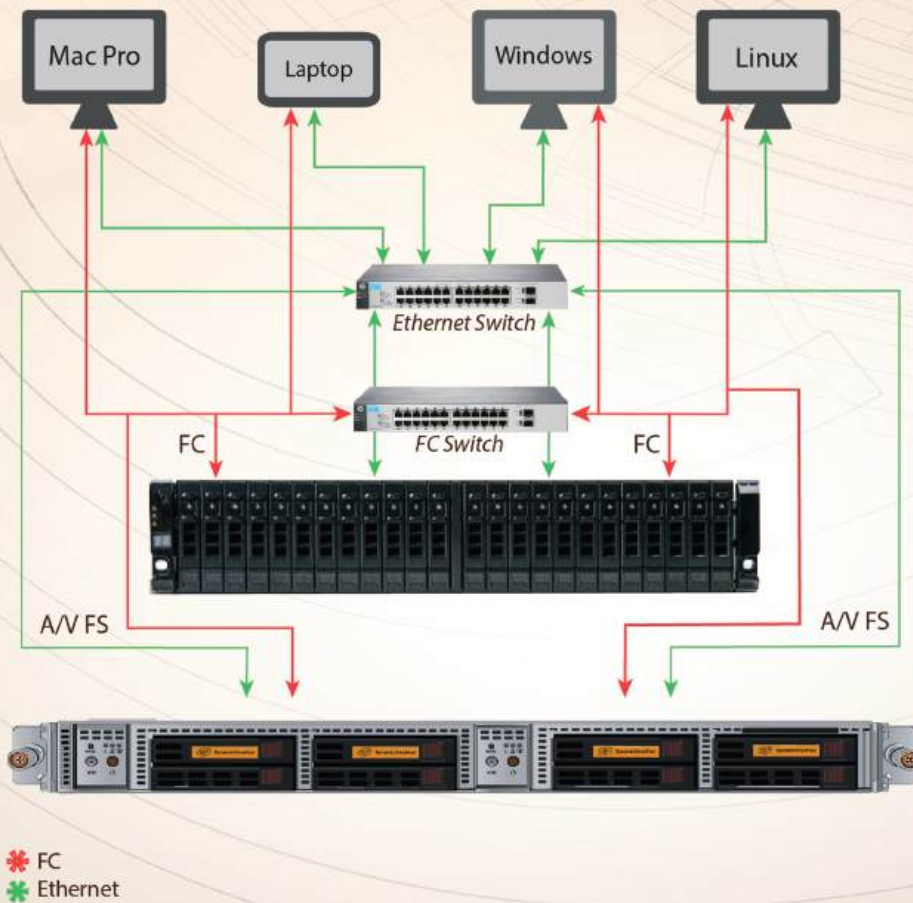 Mac Pro
Laptop
Windows
Linux
Ethernet Switch
FC Switch
FC
FC
A/V FS
A/V FS
FC
Ethernet